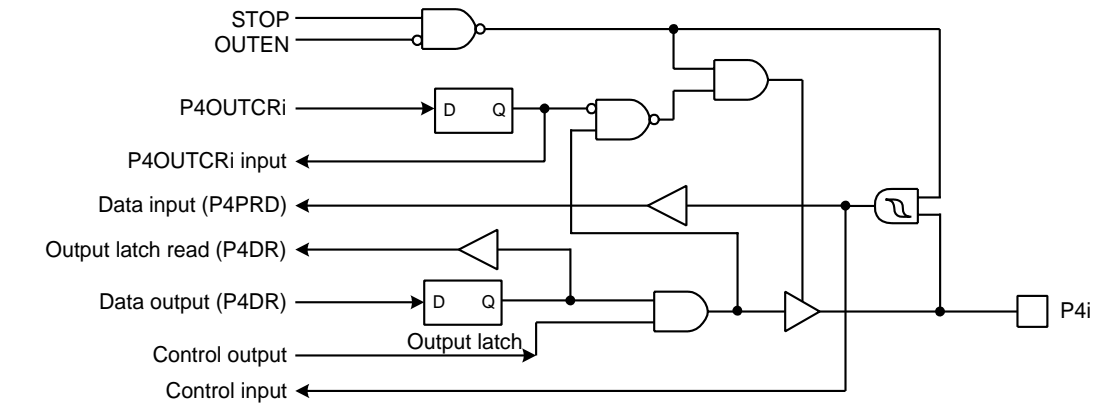 STOP
OUTEN
P4OUTCRi
D Q
P4OUTCRi input
Data input (P4PRD)
Output latch read (P4DR)
Data output (P4DR)
D Q
P4i
Output latch
Control output
Control input